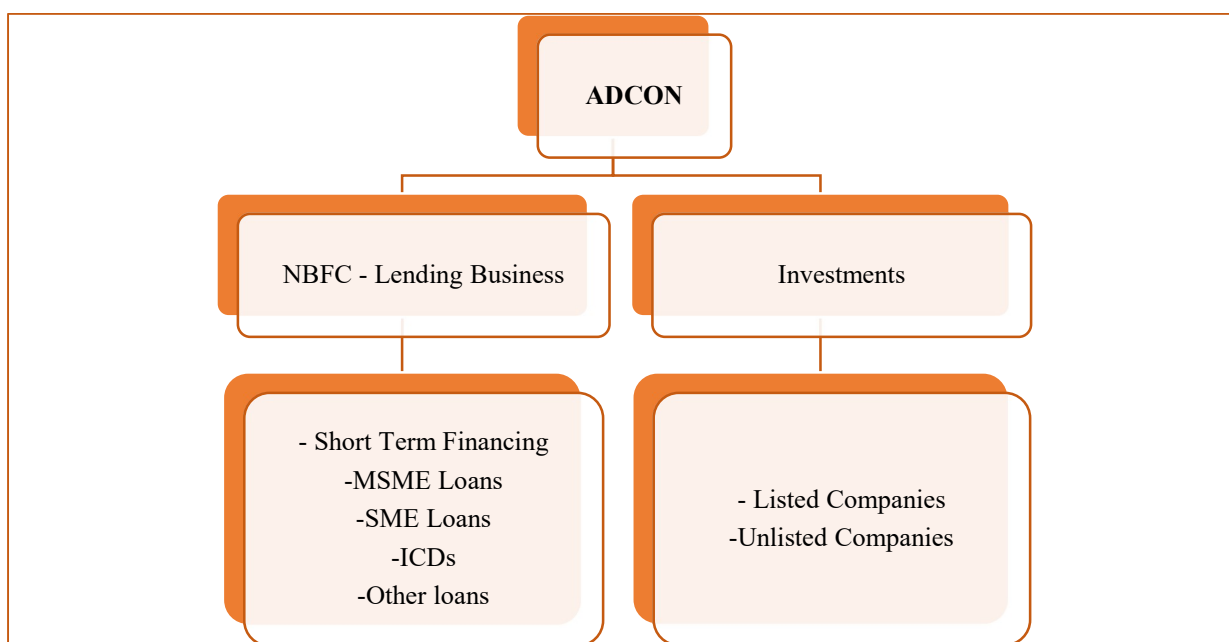 ADCON
NBFC - Lending Business
Investments
- Short Term Financing
-MSME Loans
-SME Loans
-ICDs
-Other loans
- Listed Companies
-Unlisted Companies